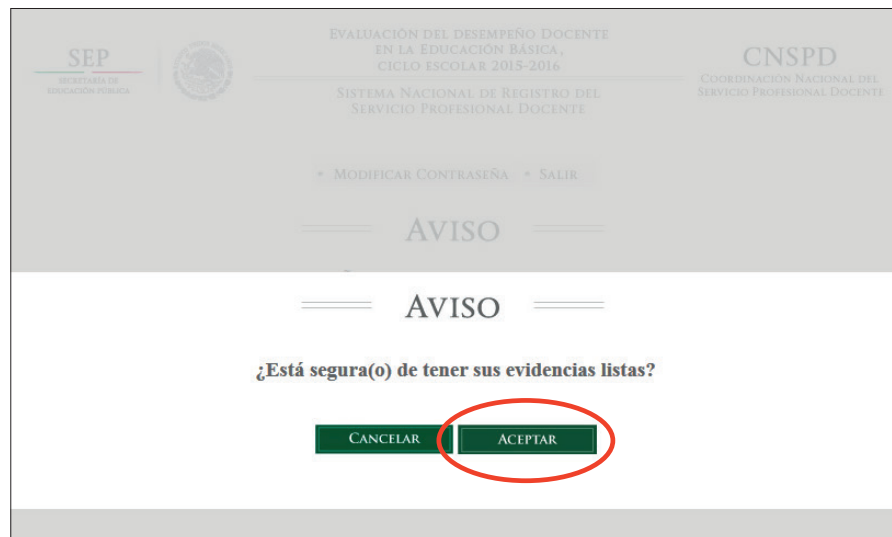 SEP
SECRETARÍA DE
EDUCACIÓN PÚBLICA
EVALUACIÓN DEL DESEMPEÑO DOCENTE
EN LA EDUCACIÓN BÁSICA,
CICLO ESCOLAR 2015-2016
SISTEMA NACIONAL DE REGISTRO DEL
SERVICIO PROFESIONAL DOCENTE
CNSPD
COORDINACIÓN NACIONAL DEL
SERVICIO PROFESIONAL DOCENTE
• MODIFICAR CONTRASEÑA • SALIR
AVISO
AVISO
¿Está segura(o) de tener sus evidencias listas?
CANCELAR ACEPTAR